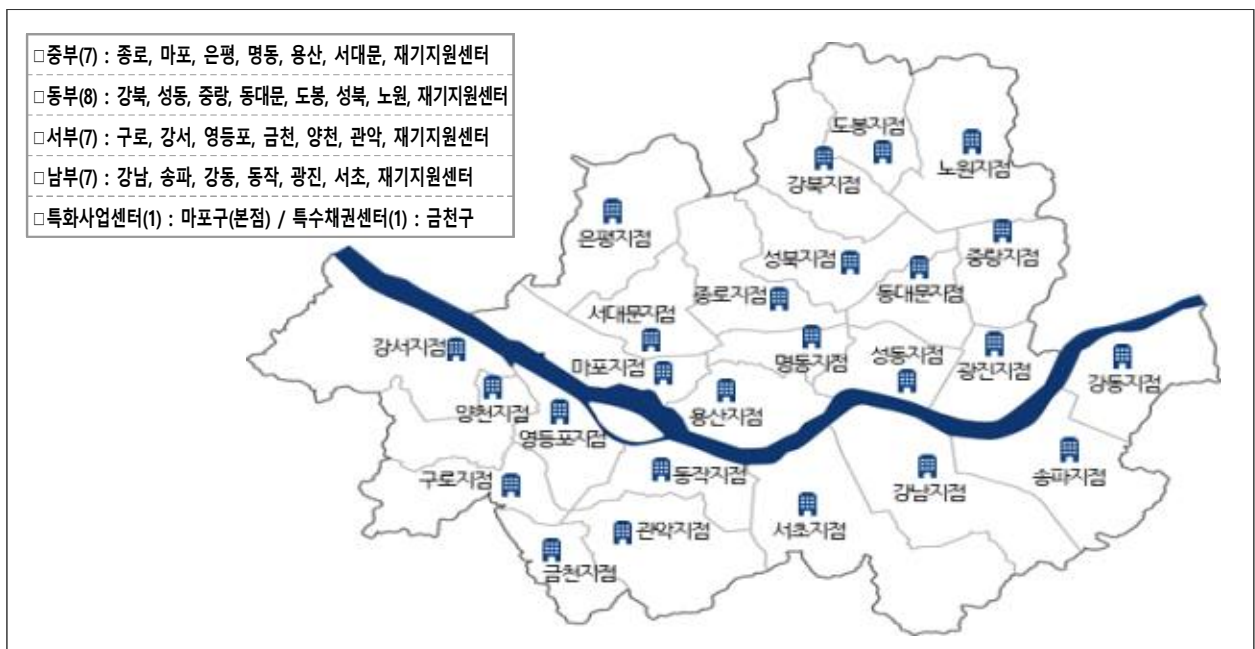 □중부(7) : 종로, 마포, 은평, 명동, 용산, 서대문, 재기지원센터
□동부(8) : 강북, 성동, 중랑, 동대문, 도봉, 성북, 노원, 재기지원센터
□서부(7) : 구로, 강서, 영등포, 금천, 양천, 관악, 재기지원센터
□남부(7) : 강남, 송파, 강동, 동작, 광진, 서초, 재기지원센터
□특화사업센터(1) : 마포구(본점) / 특수채권센터(1) : 금천구
도봉지점
노원지점
강북지점
은평지점
성북지점
중랑지점
동대문지점
종로지점
서대문지점
강서지점
마포지점
명동지점
성동지점
광진지점
강동지점
양천지점
영등포지점
용산지점
구로지점
동작지점
강남지점
송파지점
관악지점
서초지점
금천지점